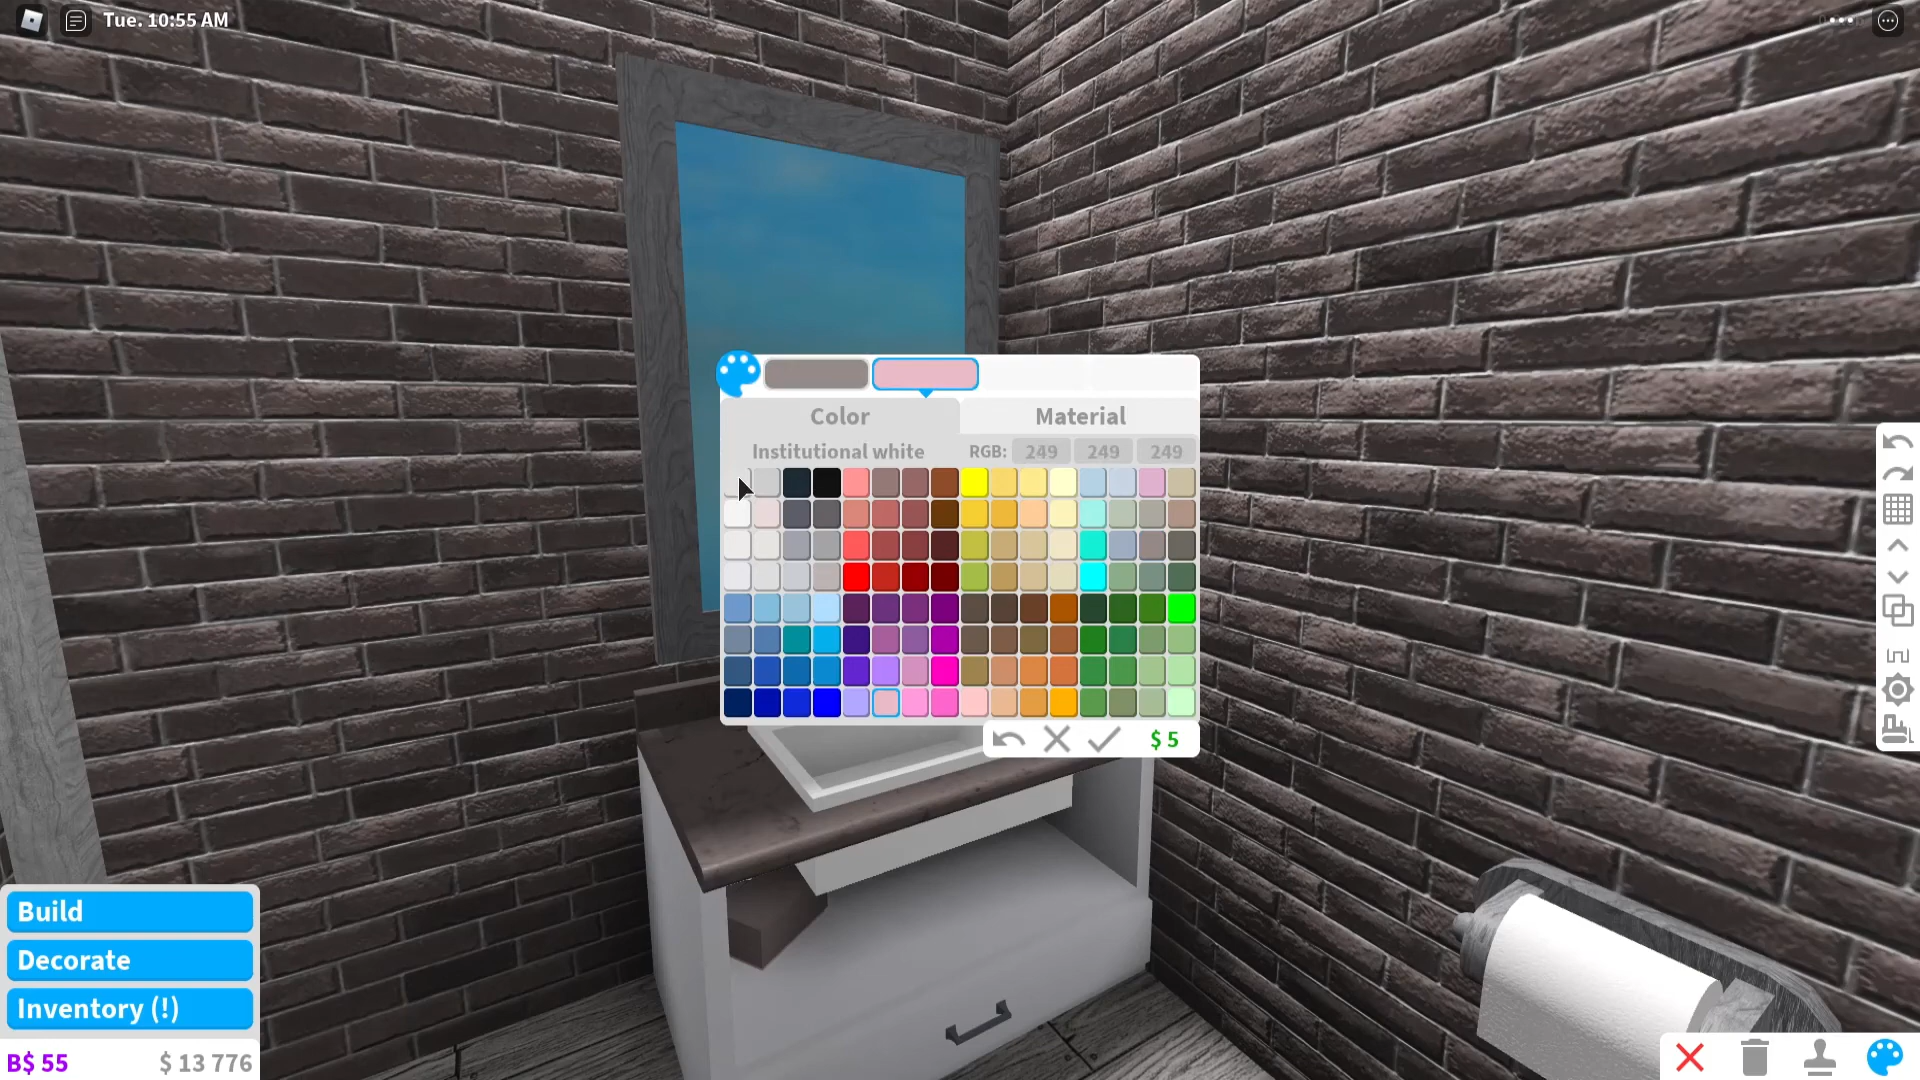 Tue. 10:55 AM
Color
Material
Institutional white
RGB: 249 249 249
$ 5
Build
Decorate
Inventory (!)
B$ 55
$ 13 776